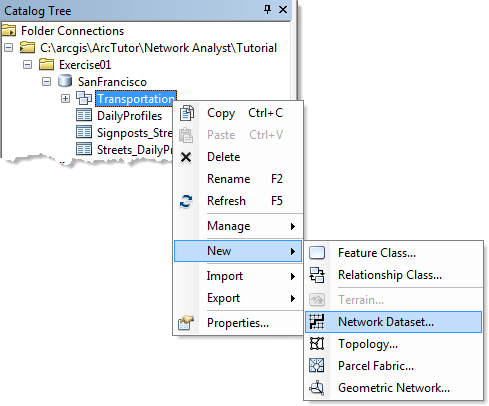 Catalog Tree
Folder Connections
C:\arcgis\ArcTutor\Network Analyst\Tutorial
Exercise01
SanFrancisco
Transportation
DailyProfiles
Signposts_Stre
Streets_DailyPr
Copy Ctrl+C
Paste Ctrl+V
Delete
Rename F2
Refresh F5
Manage
New
Import
Export
Properties...
Feature Class...
Relationship Class...
Terrain...
Network Dataset...
Topology...
Parcel Fabric...
Geometric Network...